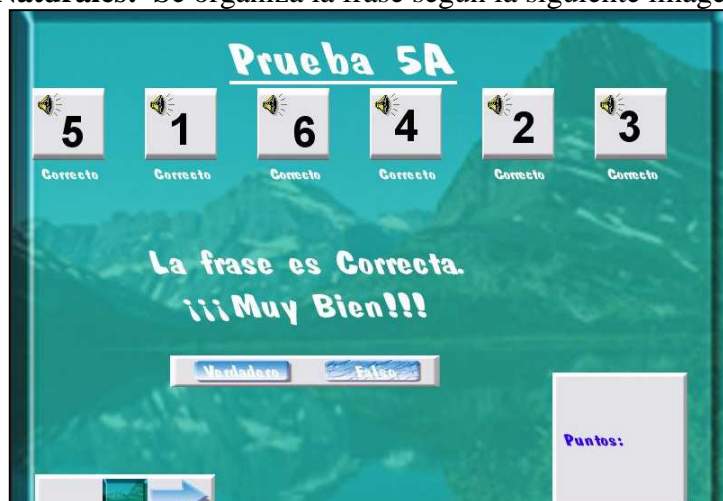 Naturales: Se organiza la frase según la siguiente image
Prueba 5A
5 1 6 4 2 3
Correcto Correcto Correcto Correcto Correcto Correcto
La frase es Correcta.
¡¡¡Muy Bien!!!
Verdadero Falso
Puntos: